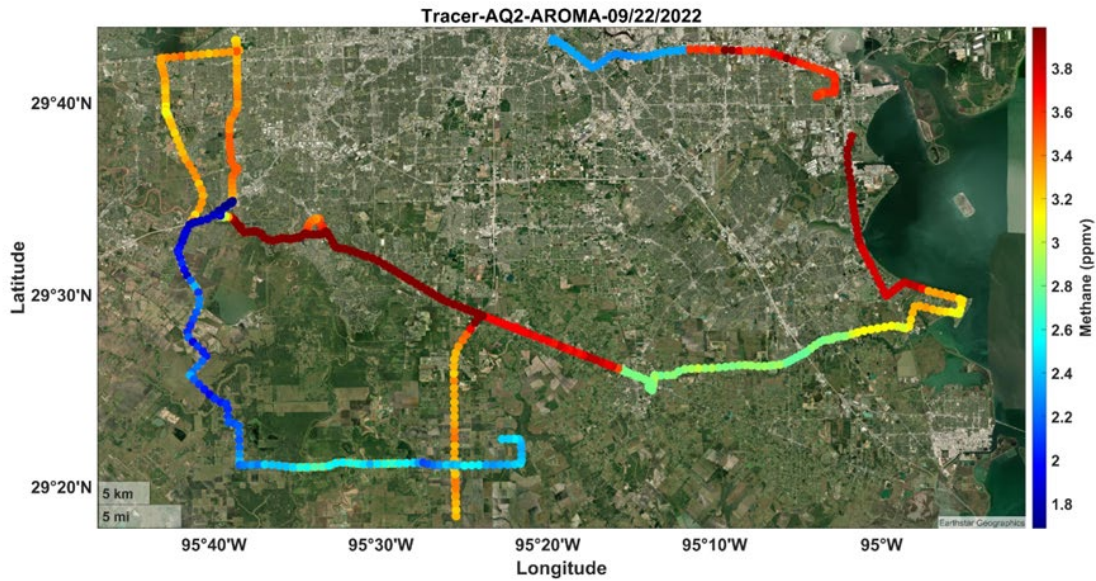 Tracer-AQ2-AROMA-09/22/2022
29°40'N
29°30'N
29°20'N
Latitude
5 km
5 mi
Earthstar Geographics
95°40'W
95°30'W
95°20'W
95°10'W
95°W
Longitude
3.8
3.6
3.4
3.2
3
2.8
2.6
2.4
2.2
2
1.8
Methane (ppmv)